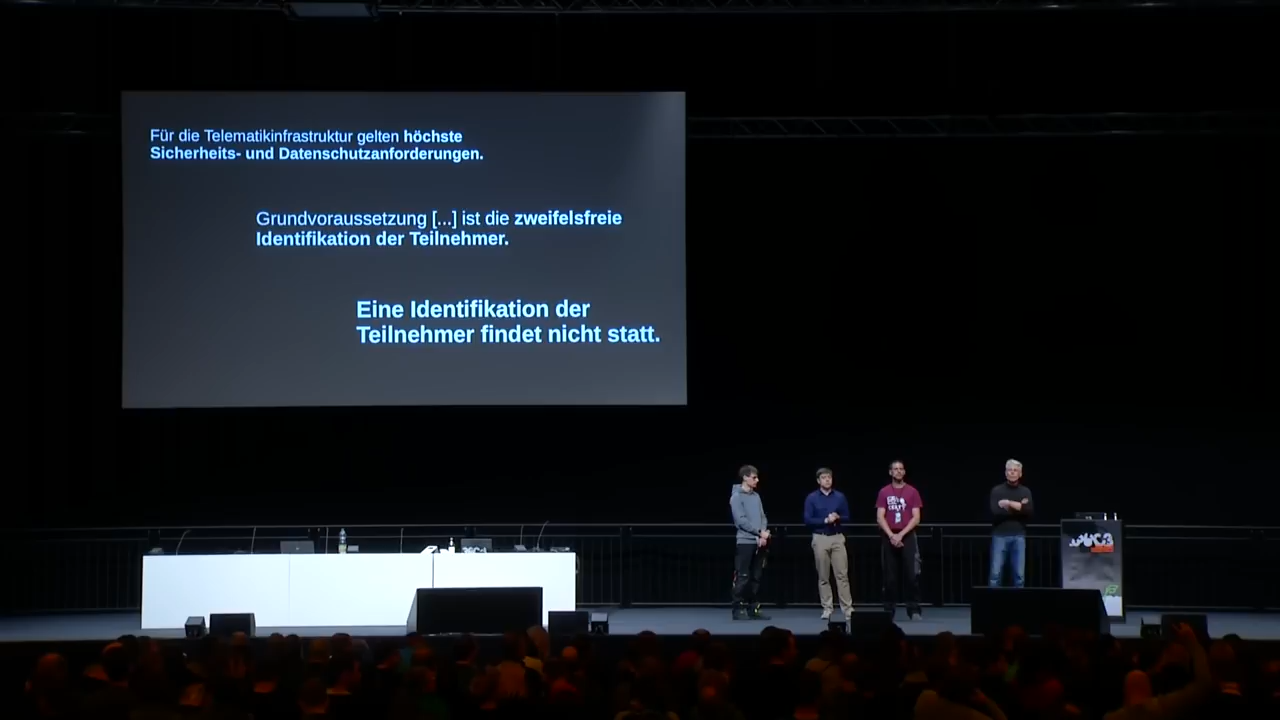 Für die Telematikinfrastruktur gelten höchste
Sicherheits- und Datenschutzanforderungen.
Grundvoraussetzung [...] ist die zweifelsfreie
Identifikation der Teilnehmer.
Eine Identifikation der
Teilnehmer findet nicht statt.